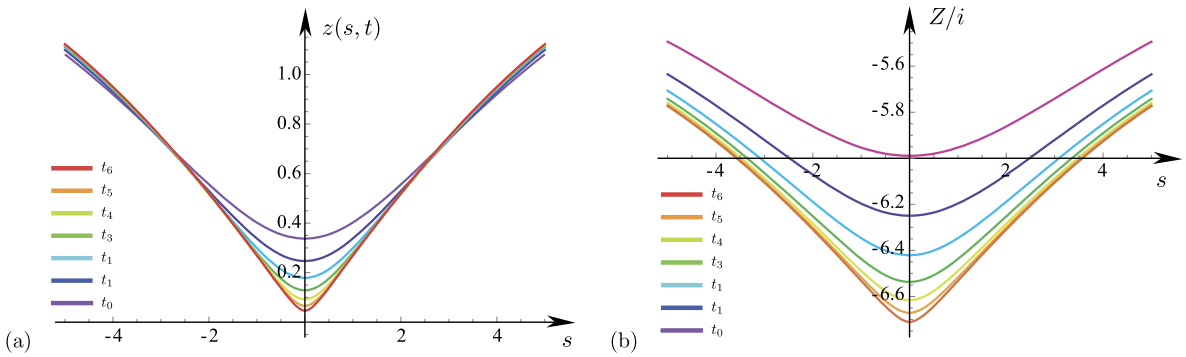 (a)
z(s, t)
1.0
0.8
0.6
0.4
0.2
-4
-2
2
4
s
t₆
t₅
t₄
t₃
t₁
t₁
t₀
(b)
Z/i
-5.6
-5.8
-6.2
-6.4
-6.6
-4
-2
2
4
s
t₆
t₅
t₄
t₃
t₁
t₁
t₀